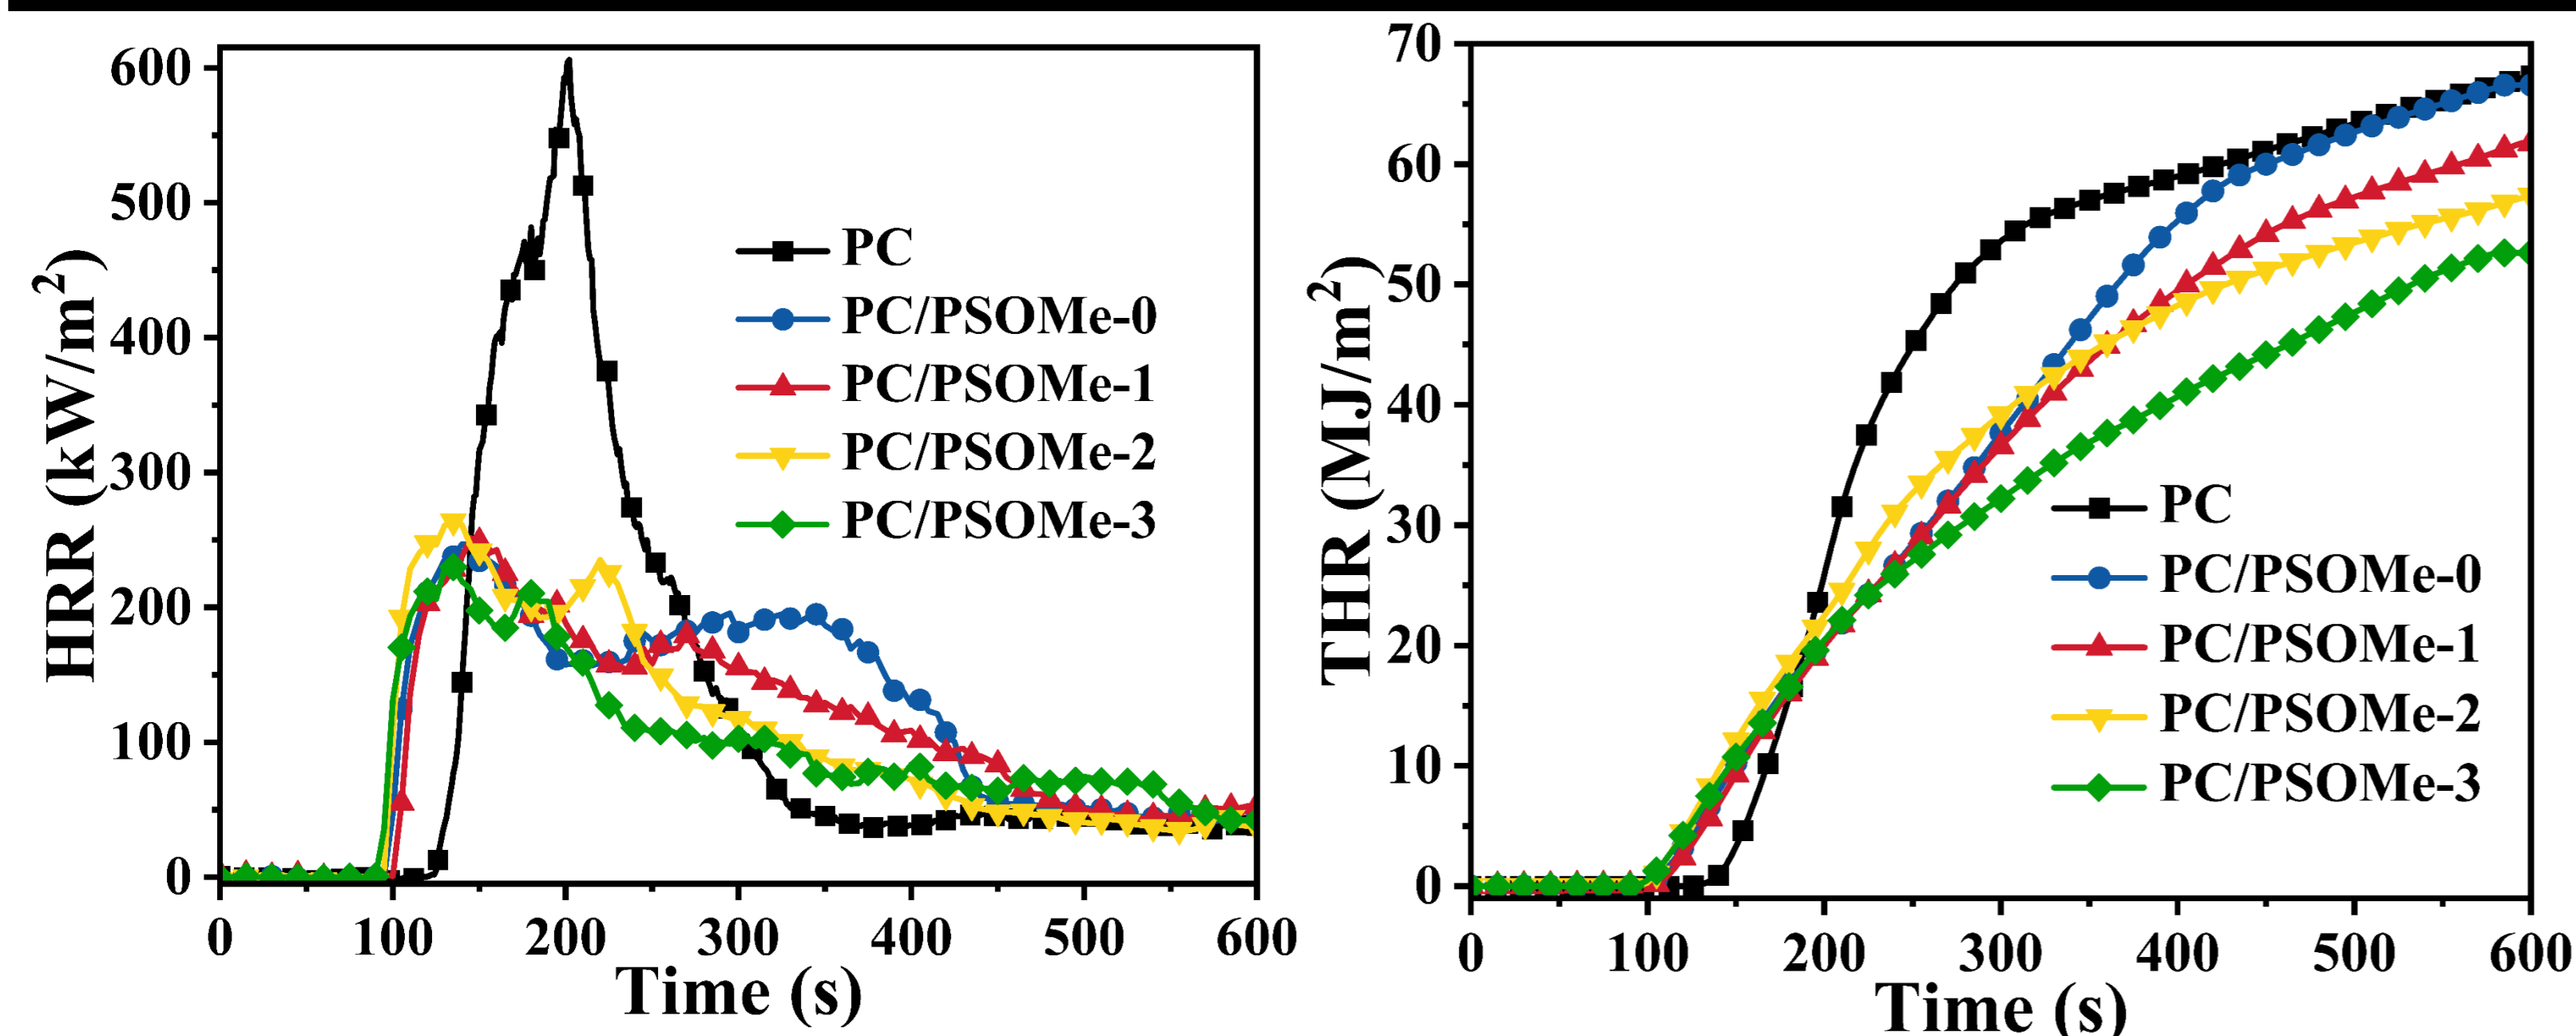 HRR (kW/m²)
600
500
400
300
200
100
0
PC
PC/PSOMe-0
PC/PSOMe-1
PC/PSOMe-2
PC/PSOMe-3
0 100 200 300 400 500 600
Time (s)
THR (MJ/m²)
70
60
50
40
30
20
10
0
PC
PC/PSOMe-0
PC/PSOMe-1
PC/PSOMe-2
PC/PSOMe-3
0 100 200 300 400 500 600
Time (s)